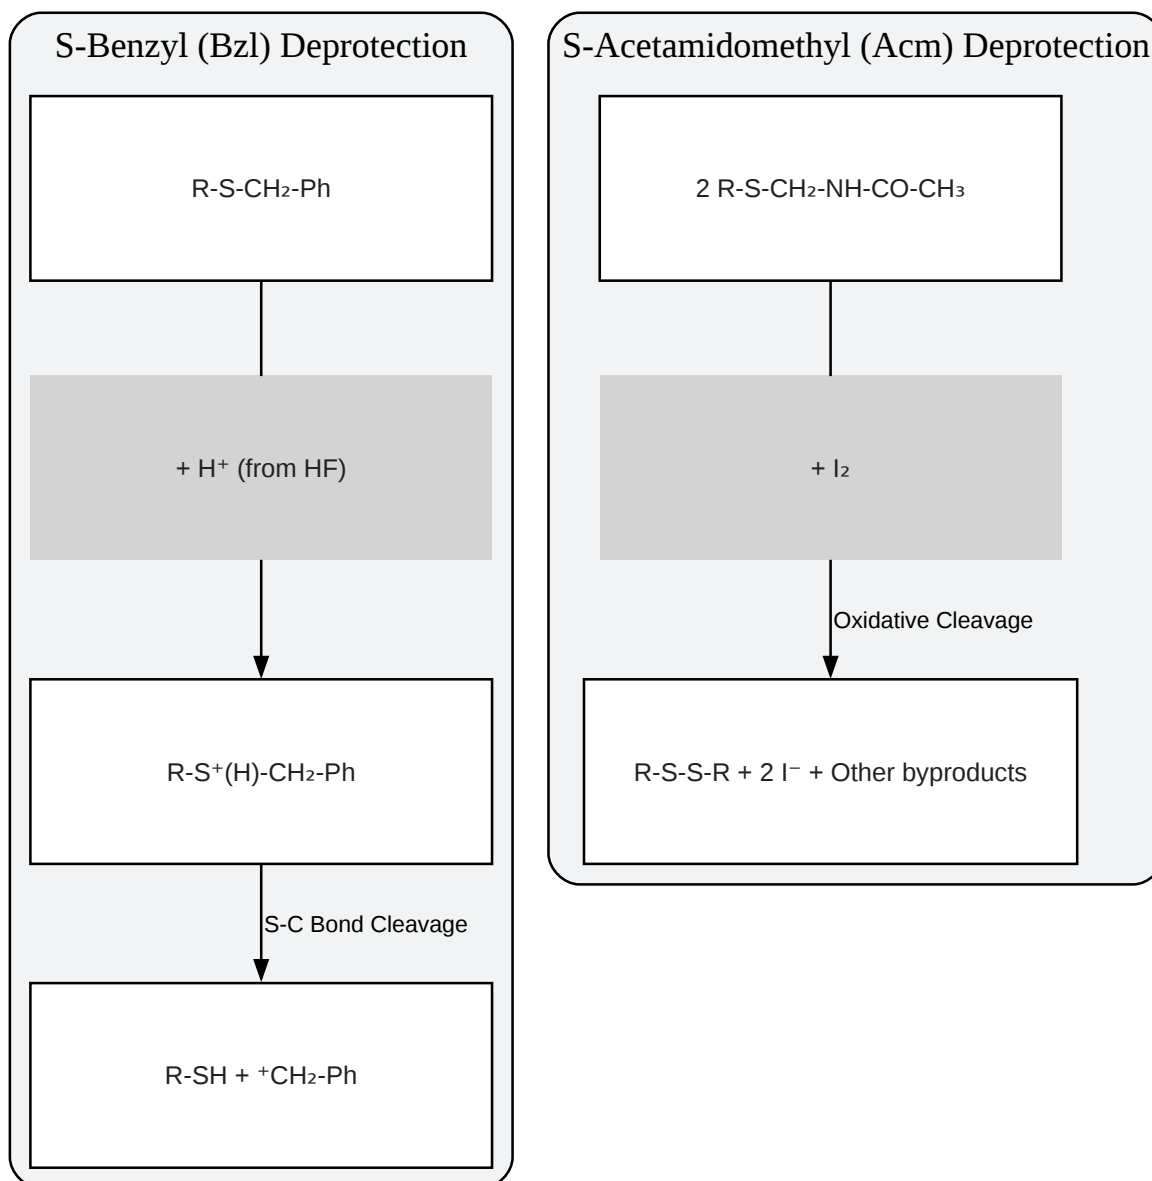 S-Benzyl (Bzl) Deprotection
R-S-CH₂-Ph
+ H⁺ (from HF)
R-S⁺(H)-CH₂-Ph
S-C Bond Cleavage
R-SH + ⁺CH₂-Ph
S-Acetamidomethyl (Acm) Deprotection
2 R-S-CH₂-NH-CO-CH₃
+ I₂
Oxidative Cleavage
R-S-S-R + 2 I⁻ + Other byproducts